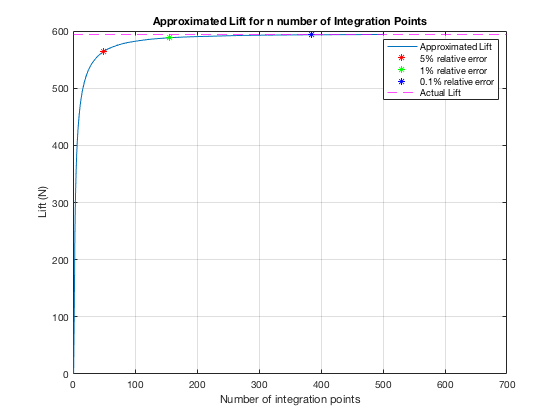 Approximated Lift for n number of Integration Points
600
500
400
300
200
100
0
Lift (N)
Approximated Lift
5% relative error
1% relative error
0.1% relative error
Actual Lift
0 100 200 300 400 500 600 700
Number of integration points